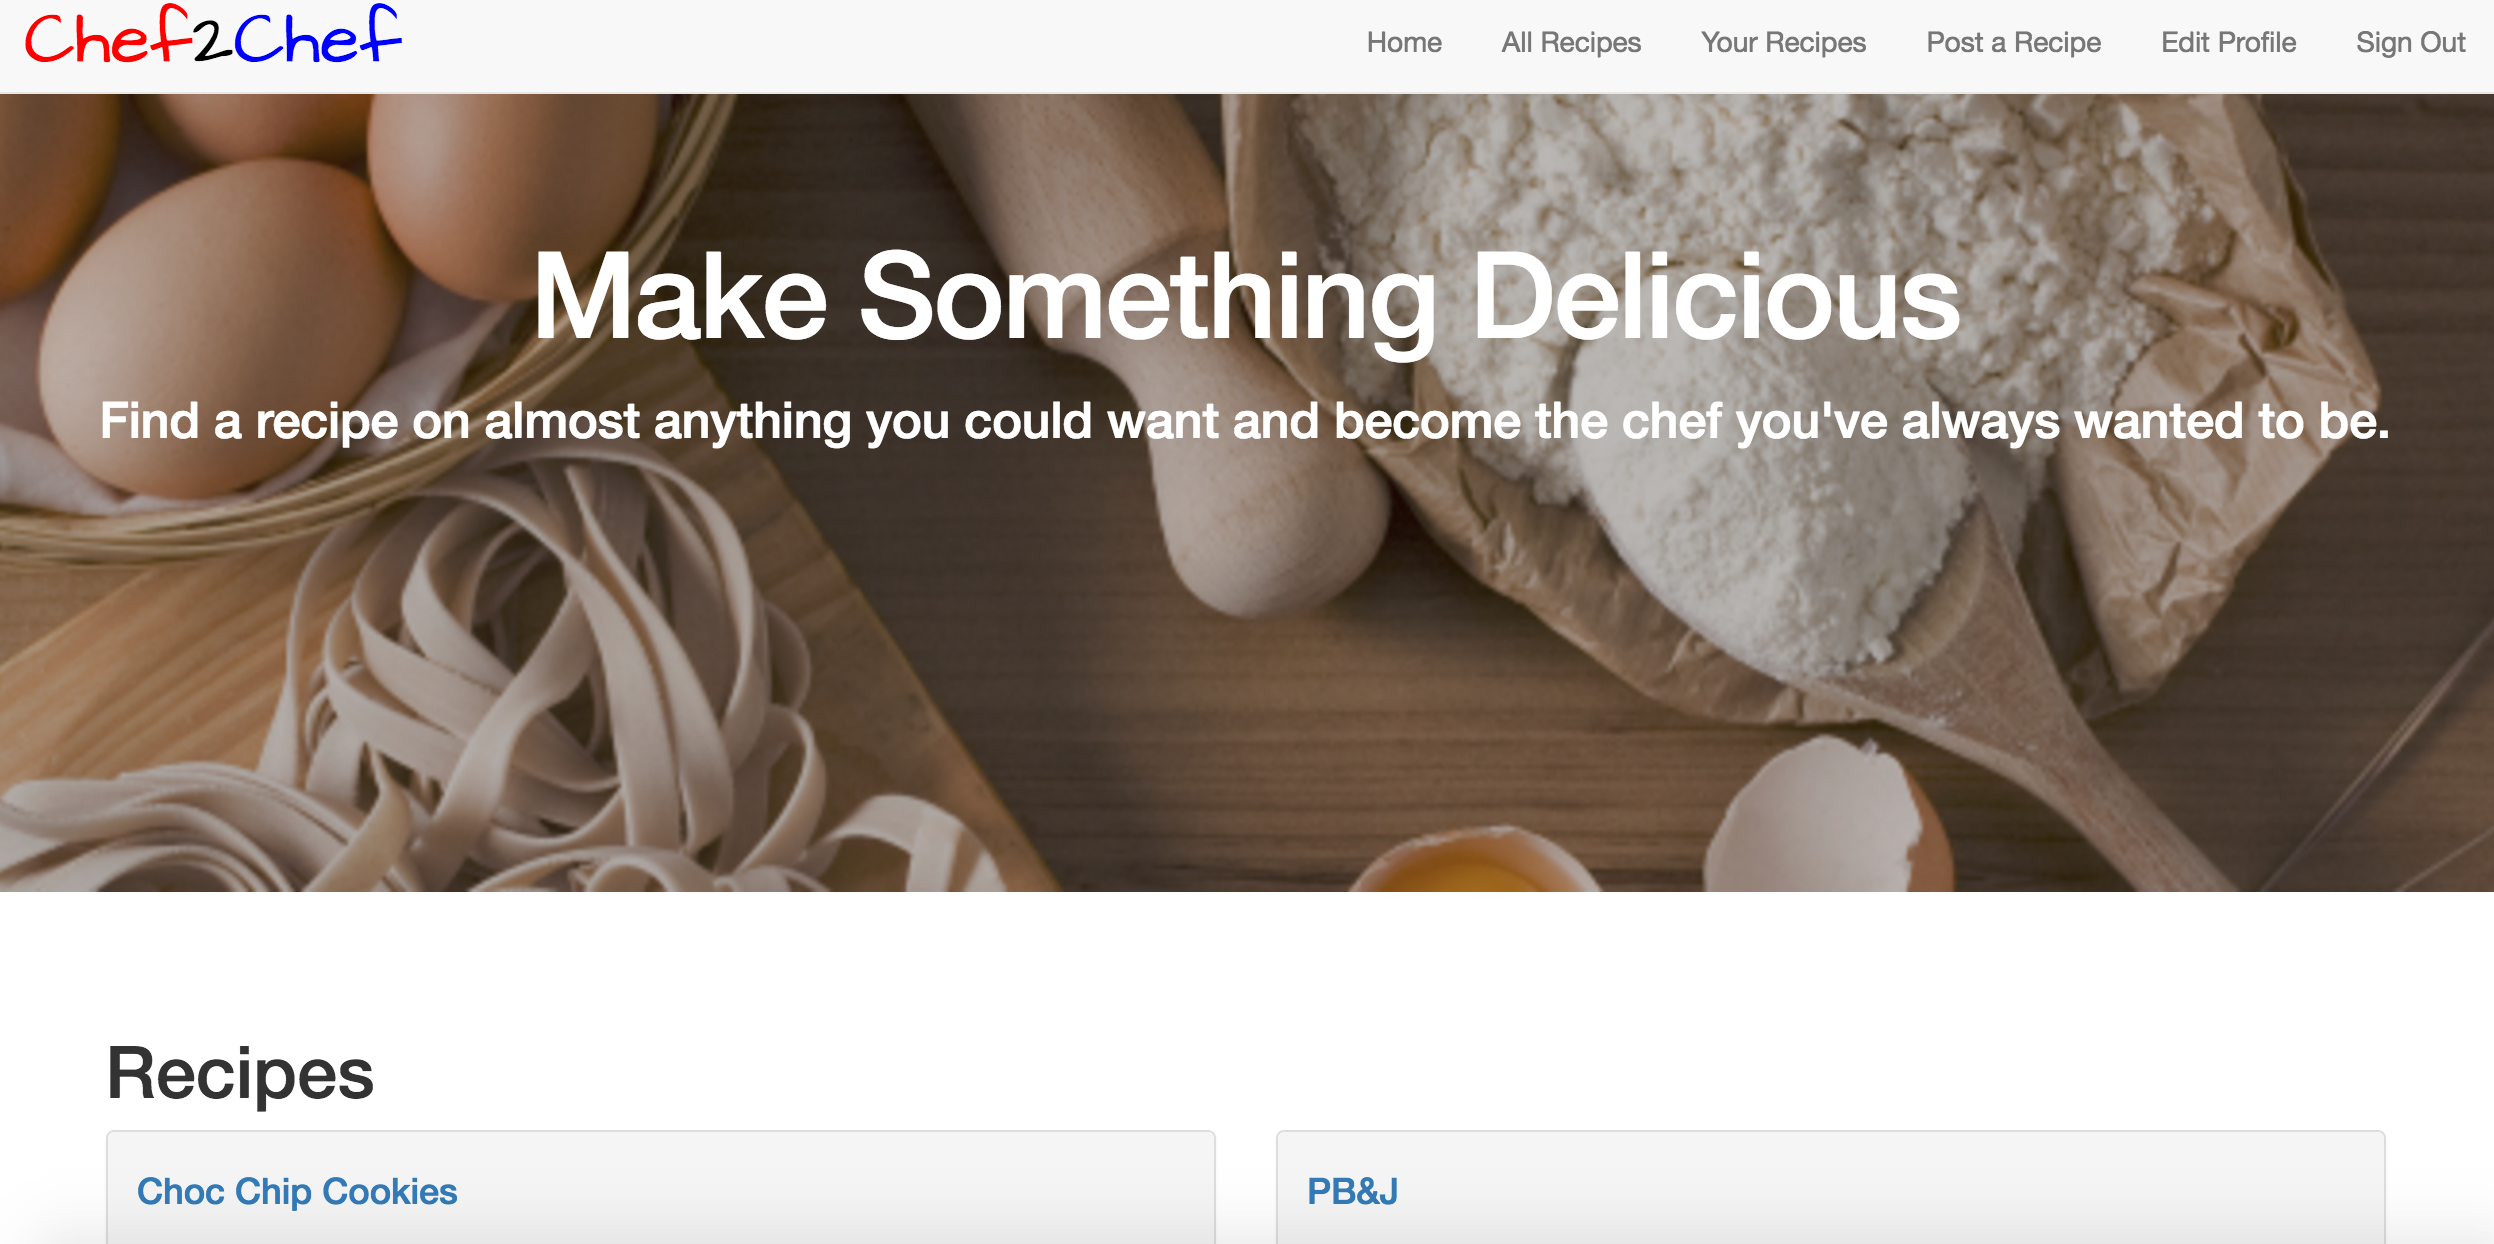 Chef2Chef
Home All Recipes Your Recipes Post a Recipe Edit Profile Sign Out
Make Something Delicious
Find a recipe on almost anything you could want and become the chef you've always wanted to be.
Recipes
Choc Chip Cookies
PB&J